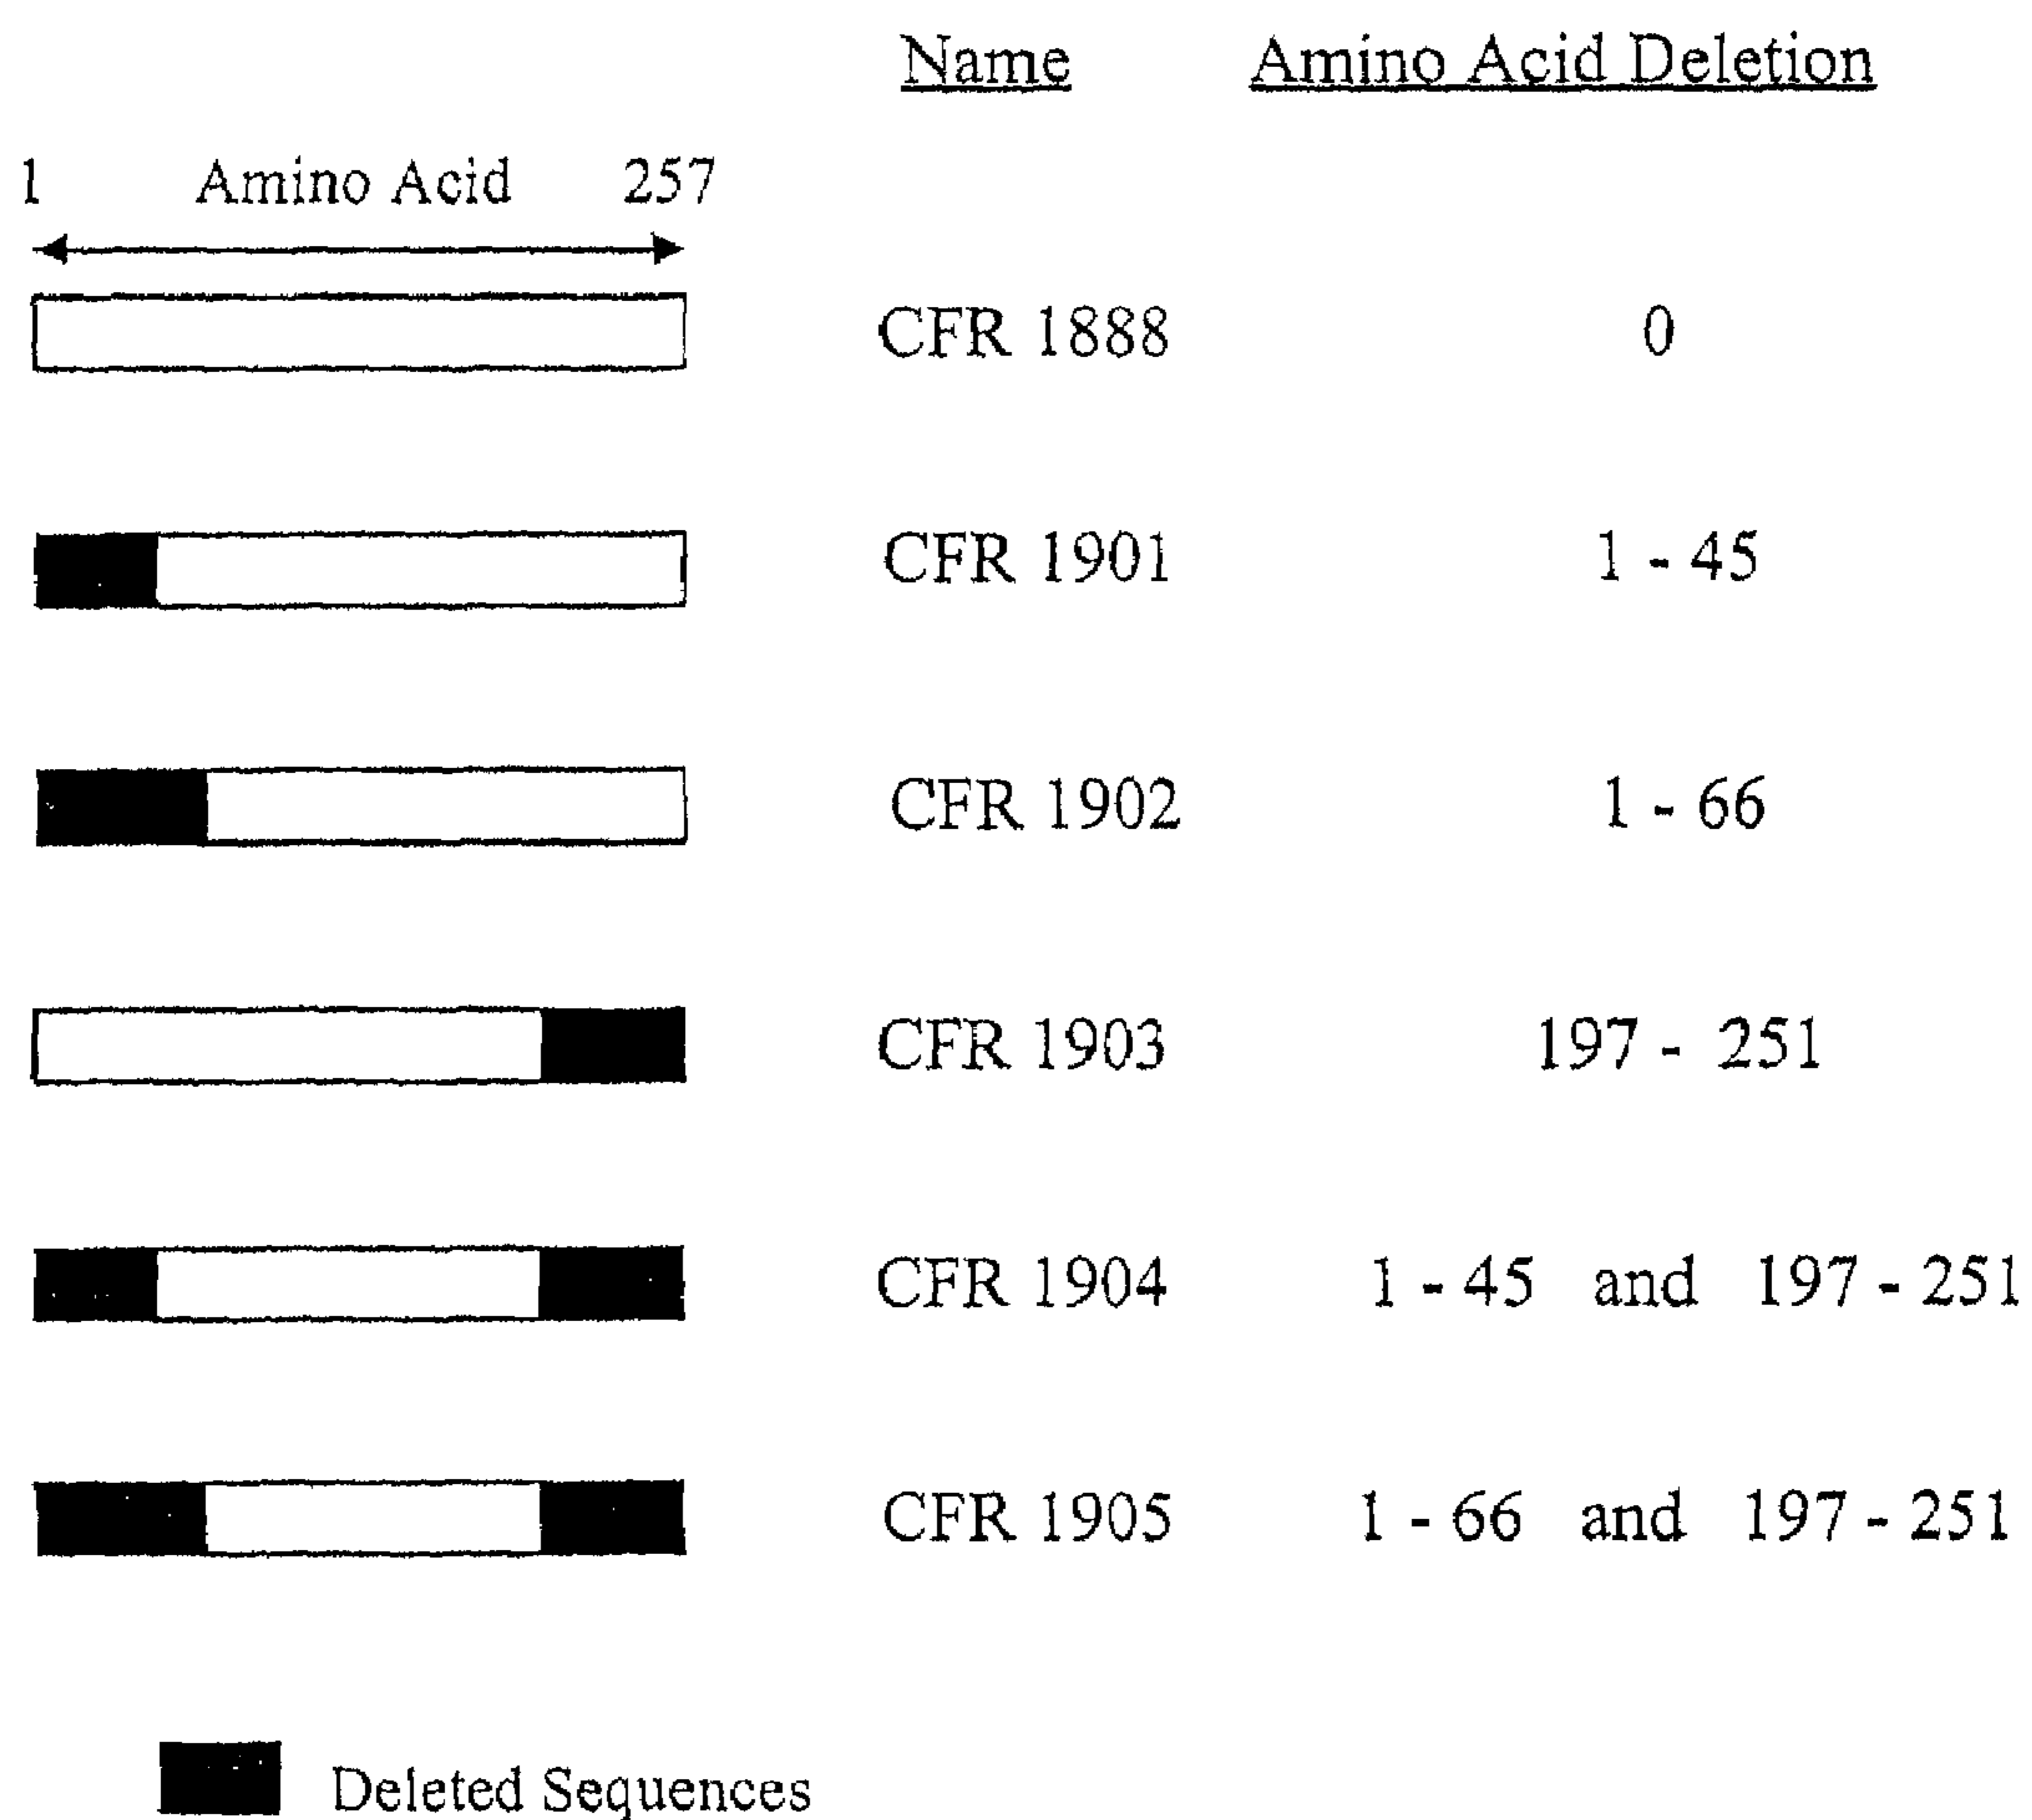 Name Amino Acid Deletion
1 Amino Acid 257
CFR 1888 0
CFR 1901 1 - 45
CFR 1902 1 - 66
CFR 1903 197 - 251
CFR 1904 1 - 45 and 197 - 251
CFR 1905 1 - 66 and 197 - 251
Deleted Sequences